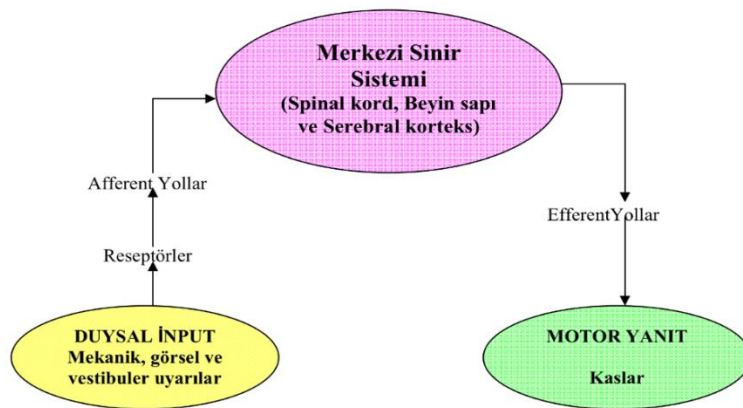 Merkezi Sinir
Sistemi
(Spinal kord, Beyin sapı
ve Serebral korteks)
Afferent Yollar
EfferentYollar
Reseptörler
DUYSAL İNPUT
Mekanik, görsel ve
vestibuler uyarılar
MOTOR YANIT
Kaslar